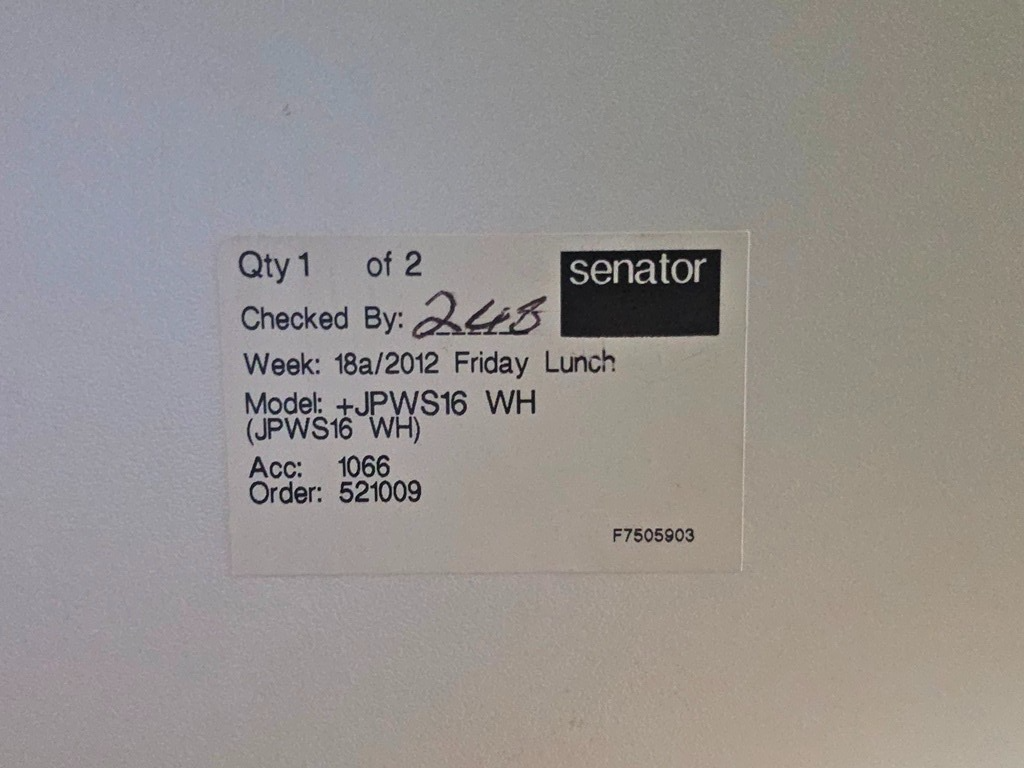 Qty 1 of 2
senator
Checked By: 248
Week: 18a/2012 Friday Lunch
Model: +JPWS16 WH
(JPWS16 WH)
Acc: 1066
Order: 521009
F7505903